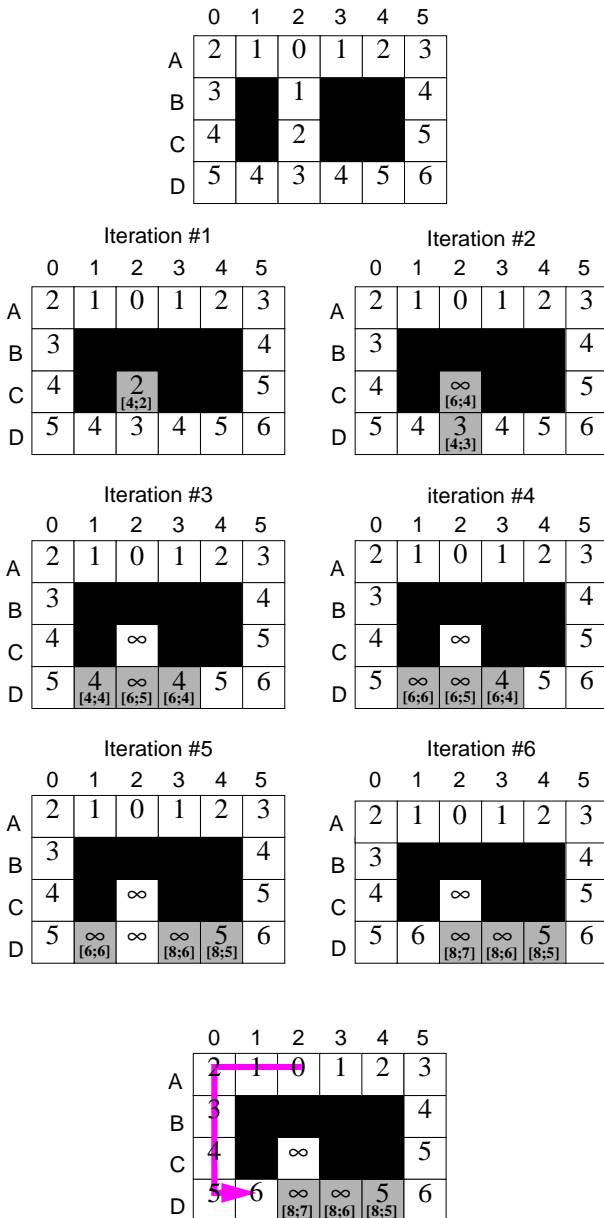 0 1 2 3 4 5
A 2 1 0 1 2 3
B 3 1 4
C 4 2 5
D 5 4 3 4 5 6
Iteration #1
0 1 2 3 4 5
A 2 1 0 1 2 3
B 3 4
C 4 2 5
[4;2]
D 5 4 3 4 5 6
Iteration #2
0 1 2 3 4 5
A 2 1 0 1 2 3
B 3 4
C 4 ∞ 5
[6;4]
D 5 4 3 4 5 6
[4;3]
Iteration #3
0 1 2 3 4 5
A 2 1 0 1 2 3
B 3 4
C 4 ∞ 5
D 5 4 ∞ 4 5 6
[4;4] [6;5] [6;4]
iteration #4
0 1 2 3 4 5
A 2 1 0 1 2 3
B 3 4
C 4 ∞ 5
D 5 ∞ ∞ 4 5 6
[6;6] [6;5] [6;4]
Iteration #5
0 1 2 3 4 5
A 2 1 0 1 2 3
B 3 4
C 4 ∞ 5
D 5 ∞ ∞ ∞ 5 6
[6;6] [8;6] [8;5]
Iteration #6
0 1 2 3 4 5
A 2 1 0 1 2 3
B 3 4
C 4 ∞ 5
D 5 6 ∞ ∞ 5 6
[8;7] [8;6] [8;5]
0 1 2 3 4 5
A 2 1 0 1 2 3
B 3 4
C 4 ∞ 5
D 5 6 ∞ ∞ 5 6
[8;7] [8;6] [8;5]